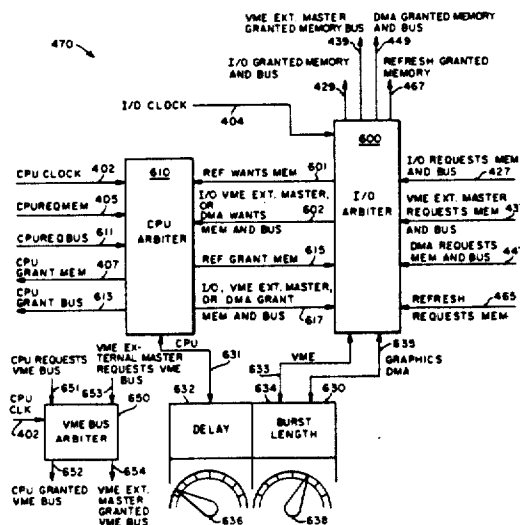 470
VME EXT. MASTER
GRANTED MEMORY BUS
439
DMA GRANTED MEMORY
AND BUS
449
I/O GRANTED MEMORY
AND BUS
429
REFRESH GRANTED
MEMORY
467
I/O CLOCK
404
600
I/O
ARBITER
610
CPU
ARBITER
CPU CLOCK
402
CPUREQMEM
405
CPUREQBUS
611
CPU
GRANT MEM
407
CPU
GRANT BUS
613
REF WANTS MEM
601
I/O VME EXT. MASTER,
OR
DMA WANTS
602
MEM AND BUS
REF GRANT MEM
615
I/O, VME EXT. MASTER,
OR DMA GRANT
MEM AND BUS
617
I/O REQUESTS MEM
AND BUS
427
VME EXT. MASTER
REQUESTS MEM
AND BUS
DMA REQUESTS
MEM AND BUS
REFRESH
REQUESTS MEM
465
CPU
631
VME
633
635
GRAPHICS
DMA
CPU REQUESTS
VME BUS
651
VME EX-
TERNAL MASTER
REQUESTS VME
BUS
653
CPU
CLK
402
650
VME BUS
ARBITER
652
654
CPU GRANTED
VME BUS
VME EXT.
MASTER
GRANTED
VME BUS
632
DELAY
634
630
BURST
LENGTH
636
638